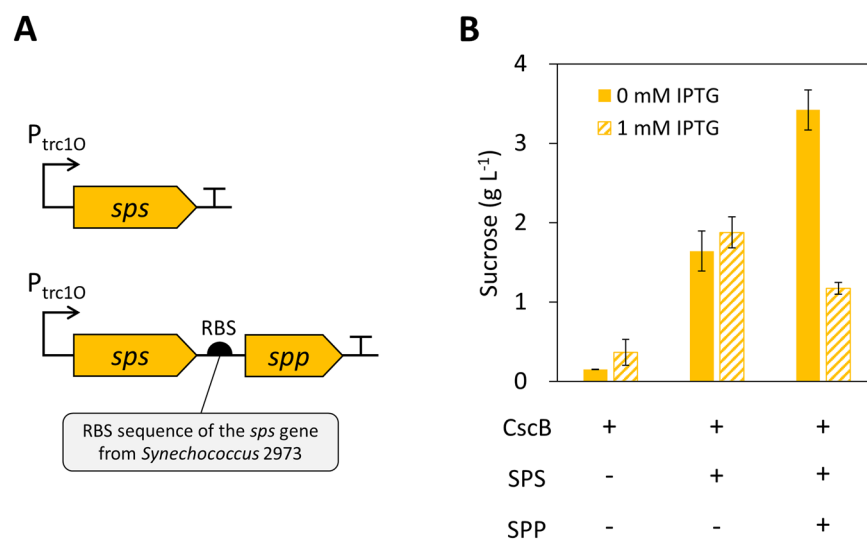 A
Ptrc1O
sps
Ptrc1O
sps
RBS
spp
RBS sequence of the sps gene
from Synechococcus 2973
B
Sucrose (g L-1)
4
3
2
1
0
0 mM IPTG
1 mM IPTG
CscB + + +
SPS - + +
SPP - - +